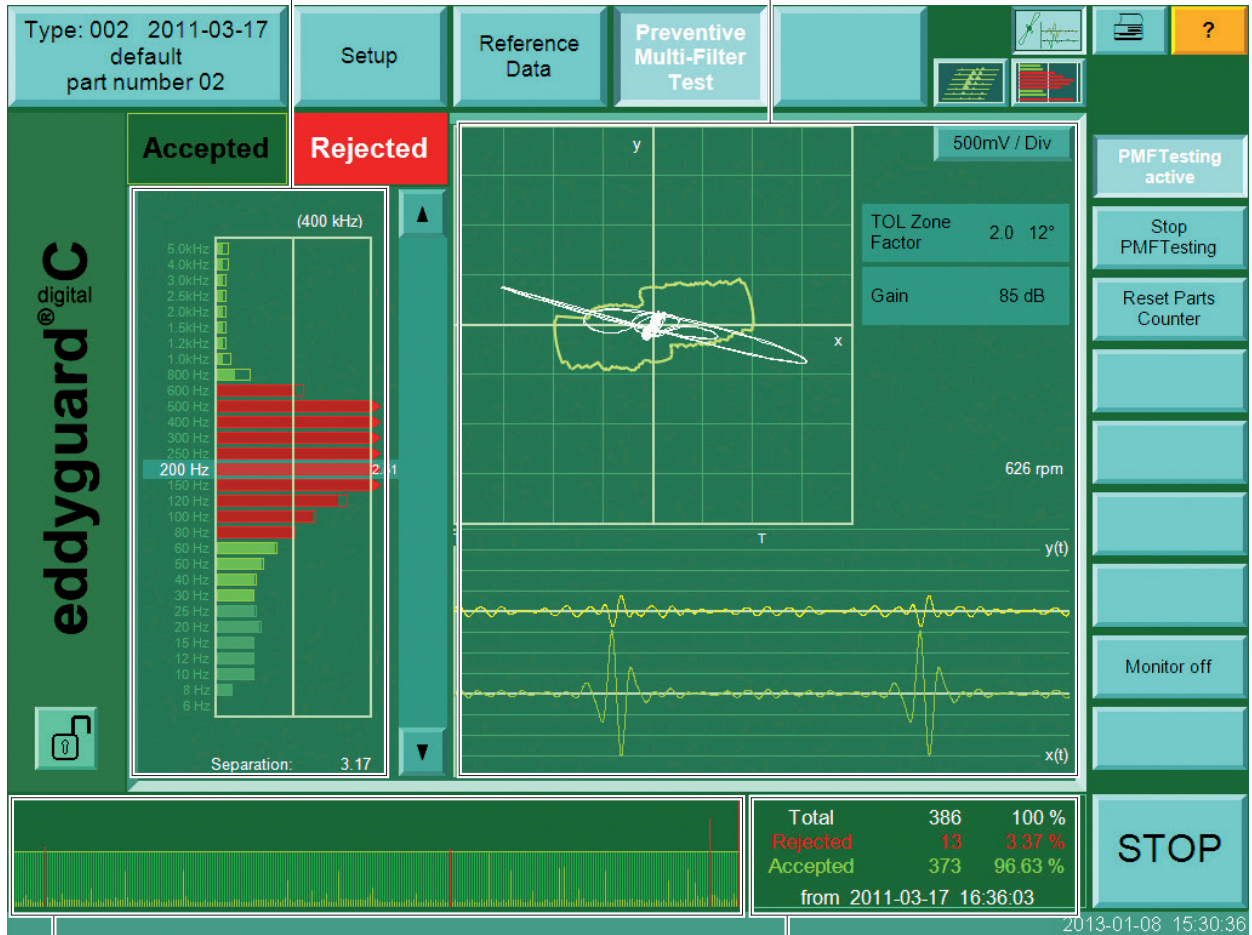 Type: 002 2011-03-17
default
part number 02
Setup
Reference
Data
Preventive
Multi-Filter
Test
?
Accepted
Rejected
eddyguard®C
digital
(400 kHz)
5.0kHz
4.0kHz
3.0kHz
2.5kHz
2.0kHz
1.5kHz
1.2kHz
1.0kHz
800 Hz
600 Hz
500 Hz
400 Hz
300 Hz
250 Hz
200 Hz
150 Hz
120 Hz
100 Hz
80 Hz
60 Hz
50 Hz
40 Hz
30 Hz
25 Hz
20 Hz
15 Hz
12 Hz
10 Hz
8 Hz
6 Hz
Separation: 3.17
y
x
500mV / Div
TOL Zone
Factor 2.0 12°
Gain 85 dB
626 rpm
T
y(t)
x(t)
PMFTesting
active
Stop
PMFTesting
Reset Parts
Counter
Monitor off
Total 386 100 %
Rejected 13 3.37 %
Accepted 373 96.63 %
from 2011-03-17 16:36:03
STOP
2013-01-08 15:30:36